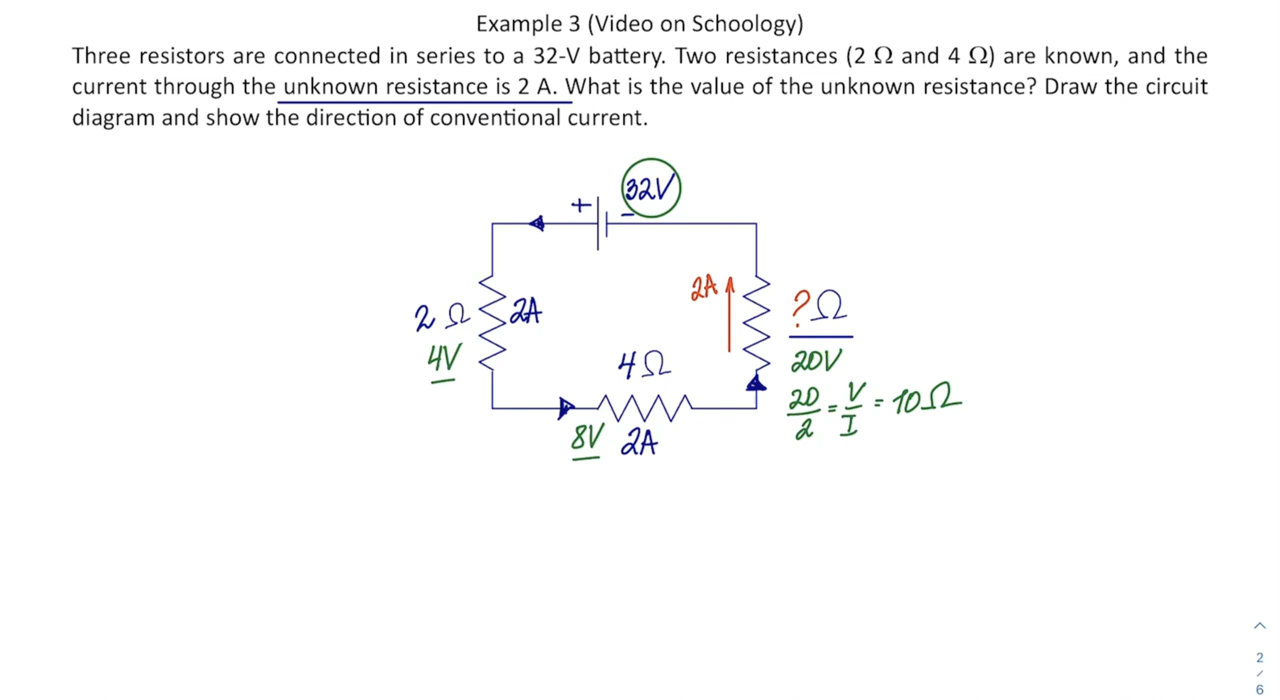 Example 3 (Video on Schoology)
Three resistors are connected in series to a 32-V battery. Two resistances (2 Ω and 4 Ω) are known, and the
current through the unknown resistance is 2 A. What is the value of the unknown resistance? Draw the circuit
diagram and show the direction of conventional current.
+ 32V
-
2A
2 Ω 2A ? Ω
4V 4 Ω 20V
20/2 = V/I = 10 Ω
8V 2A
2
/
6